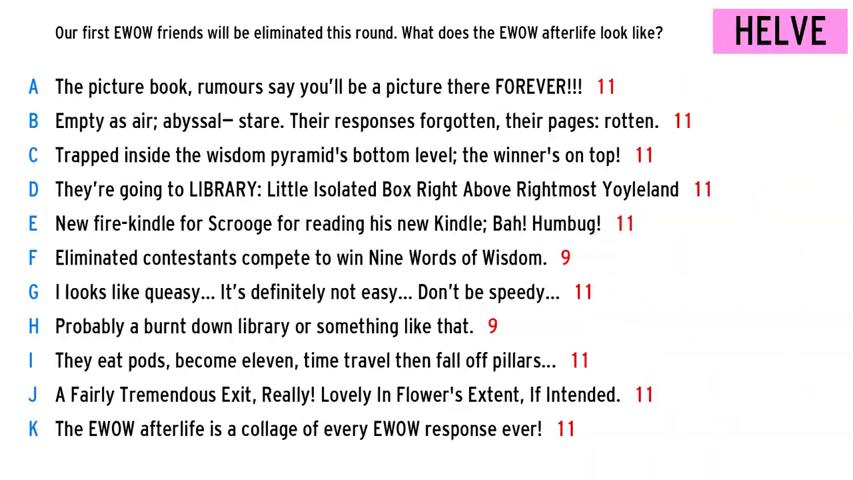 Our first EWOW friends will be eliminated this round. What does the EWOW afterlife look like?
HELVE
A The picture book, rumours say you'll be a picture there FOREVER!!! 11
B Empty as air; abyssal– stare. Their responses forgotten, their pages: rotten. 11
C Trapped inside the wisdom pyramid's bottom level; the winner's on top! 11
D They're going to LIBRARY: Little Isolated Box Right Above Rightmost Yoyleland 11
E New fire-kindle for Scrooge for reading his new Kindle; Bah! Humbug! 11
F Eliminated contestants compete to win Nine Words of Wisdom. 9
G I looks like queasy... It's definitely not easy... Don't be speedy... 11
H Probably a burnt down library or something like that. 9
I They eat pods, become eleven, time travel then fall off pillars... 11
J A Fairly Tremendous Exit, Really! Lovely In Flower's Extent, If Intended. 11
K The EWOW afterlife is a collage of every EWOW response ever! 11